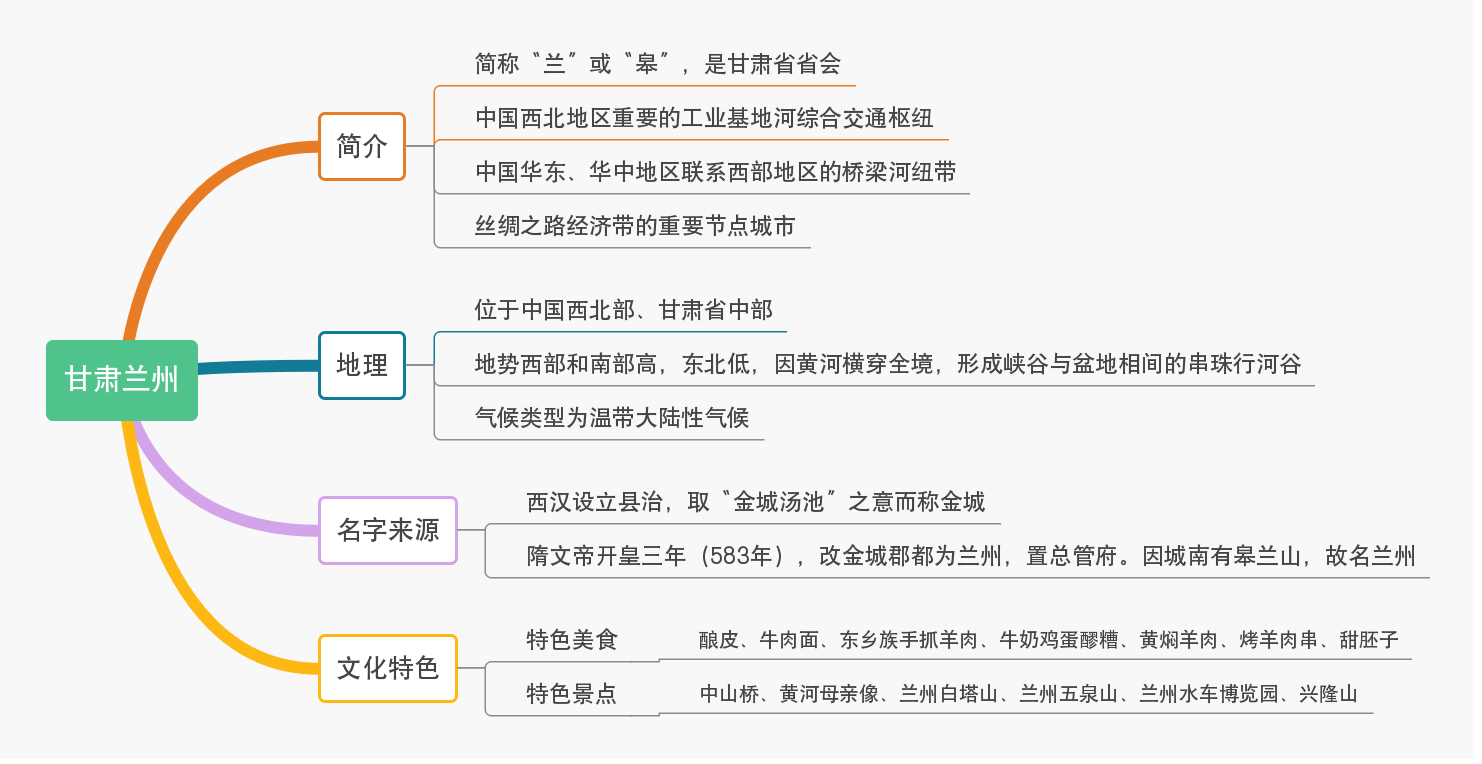 甘肃兰州
简介
简称“兰”或“皋”，是甘肃省省会
中国西北地区重要的工业基地河综合交通枢纽
中国华东、华中地区联系西部地区的桥梁河纽带
丝绸之路经济带的重要节点城市
地理
位于中国西北部、甘肃省中部
地势西部和南部高，东北低，因黄河横穿全境，形成峡谷与盆地相间的串珠行河谷
气候类型为温带大陆性气候
名字来源
西汉设立县治，取“金城汤池”之意而称金城
隋文帝开皇三年（583年），改金城郡都为兰州，置总管府。因城南有皋兰山，故名兰州
文化特色
特色美食
酿皮、牛肉面、东乡族手抓羊肉、牛奶鸡蛋醪糟、黄焖羊肉、烤羊肉串、甜胚子
特色景点
中山桥、黄河母亲像、兰州白塔山、兰州五泉山、兰州水车博览园、兴隆山